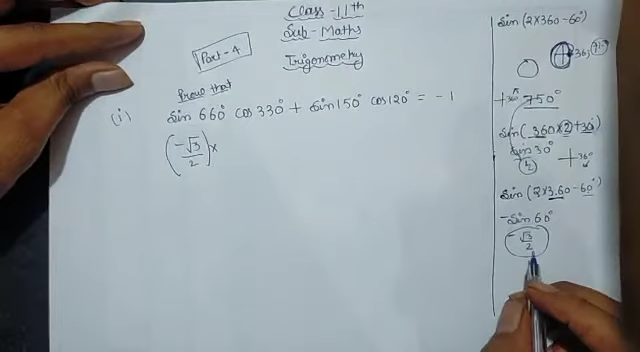 Class - 11th
Sub - Maths
Part - 4
Trigonometry
Prove that
(i) Sin 660° cos 330° + Sin 150° cos 120° = -1
(-√3/2) ×
Sin (2×360-60°)
360
750°
Sin (360×2+30)
Sin 30°
1/2
Sin (2×360-60°)
-Sin 60°
-√3/2